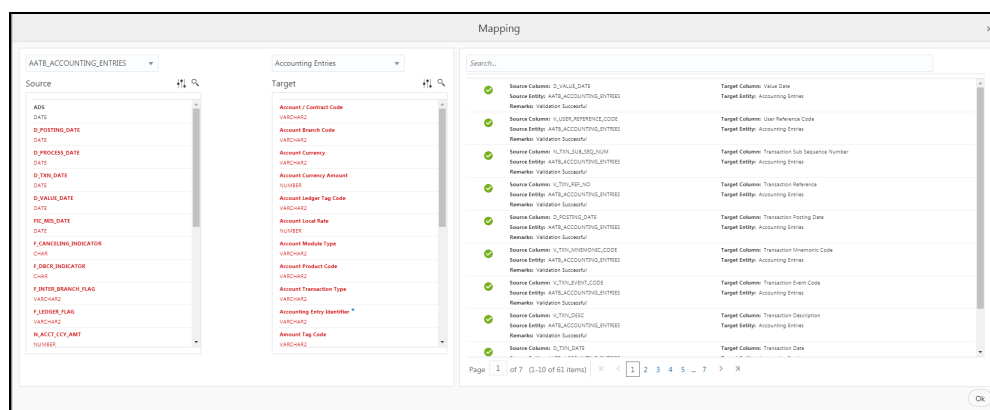 Mapping
AATB_ACCOUNTING_ENTRIES
Accounting Entries
Source
Target
ADS
DATE
D_POSTING_DATE
DATE
D_PROCESS_DATE
DATE
D_TXN_DATE
DATE
D_VALUE_DATE
DATE
FIC_MIS_DATE
DATE
F_CANCELING_INDICATOR
CHAR
F_DBCR_INDICATOR
CHAR
F_INTER_BRANCH_FLAG
VARCHAR2
F_LEDGER_FLAG
VARCHAR2
N_ACCT_CCY_AMT
NUMBER
Account / Contract Code
VARCHAR2
Account Branch Code
VARCHAR2
Account Currency
VARCHAR2
Account Currency Amount
NUMBER
Account Ledger Tag Code
VARCHAR2
Account Local Rate
NUMBER
Account Module Type
VARCHAR2
Account Product Code
VARCHAR2
Account Transaction Type
VARCHAR2
Accounting Entry Identifier *
VARCHAR2
Amount Tag Code
VARCHAR2
Search...
Source Column: D_VALUE_DATE Target Column: Value Date
Source Entity: AATB_ACCOUNTING_ENTRIES Target Entity: Accounting Entries
Remarks: Validation Successful
Source Column: V_USER_REFERENCE_CODE Target Column: User Reference Code
Source Entity: AATB_ACCOUNTING_ENTRIES Target Entity: Accounting Entries
Remarks: Validation Successful
Source Column: N_TXN_SUB_SEQ_NUM Target Column: Transaction Sub Sequence Number
Source Entity: AATB_ACCOUNTING_ENTRIES Target Entity: Accounting Entries
Remarks: Validation Successful
Source Column: V_TXN_REF_NO Target Column: Transaction Reference
Source Entity: AATB_ACCOUNTING_ENTRIES Target Entity: Accounting Entries
Remarks: Validation Successful
Source Column: D_POSTING_DATE Target Column: Transaction Posting Date
Source Entity: AATB_ACCOUNTING_ENTRIES Target Entity: Accounting Entries
Remarks: Validation Successful
Source Column: V_TXN_MNEMONIC_CODE Target Column: Transaction Mnemonic Code
Source Entity: AATB_ACCOUNTING_ENTRIES Target Entity: Accounting Entries
Remarks: Validation Successful
Source Column: V_TXN_EVENT_CODE Target Column: Transaction Event Code
Source Entity: AATB_ACCOUNTING_ENTRIES Target Entity: Accounting Entries
Remarks: Validation Successful
Source Column: V_TXN_DESC Target Column: Transaction Description
Source Entity: AATB_ACCOUNTING_ENTRIES Target Entity: Accounting Entries
Remarks: Validation Successful
Source Column: D_TXN_DATE Target Column: Transaction Date
Page 1 of 7 (1-10 of 61 items) 1 2 3 4 5 ... 7
Ok